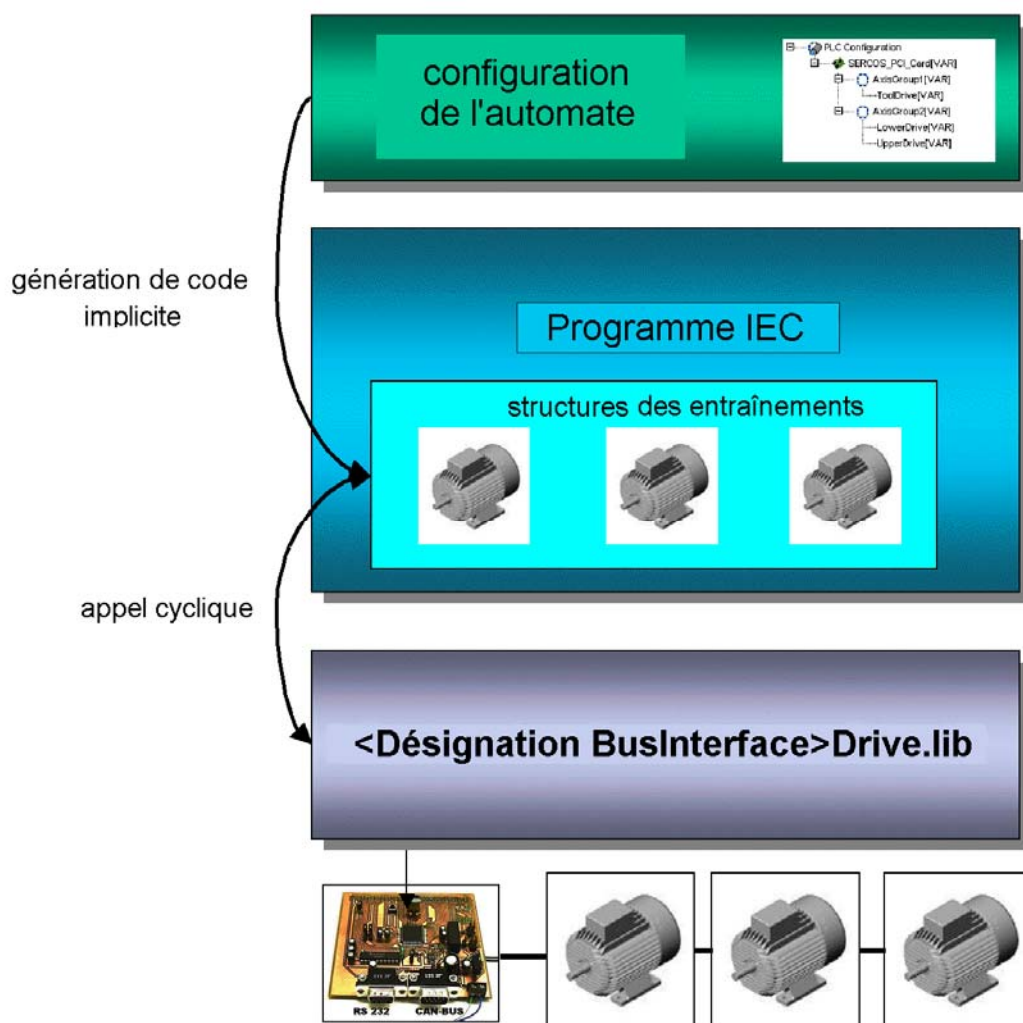 configuration
de l'automate
PLC Configuration
SERCOS_PCI_Card[VAR]
AxisGroup1[VAR]
ToolDrive[VAR]
AxisGroup2[VAR]
LowerDrive[VAR]
UpperDrive[VAR]
génération de code
implicite
Programme IEC
structures des entraînements
appel cyclique
<Désignation BusInterface>Drive.lib
RS 232
CAN-BUS